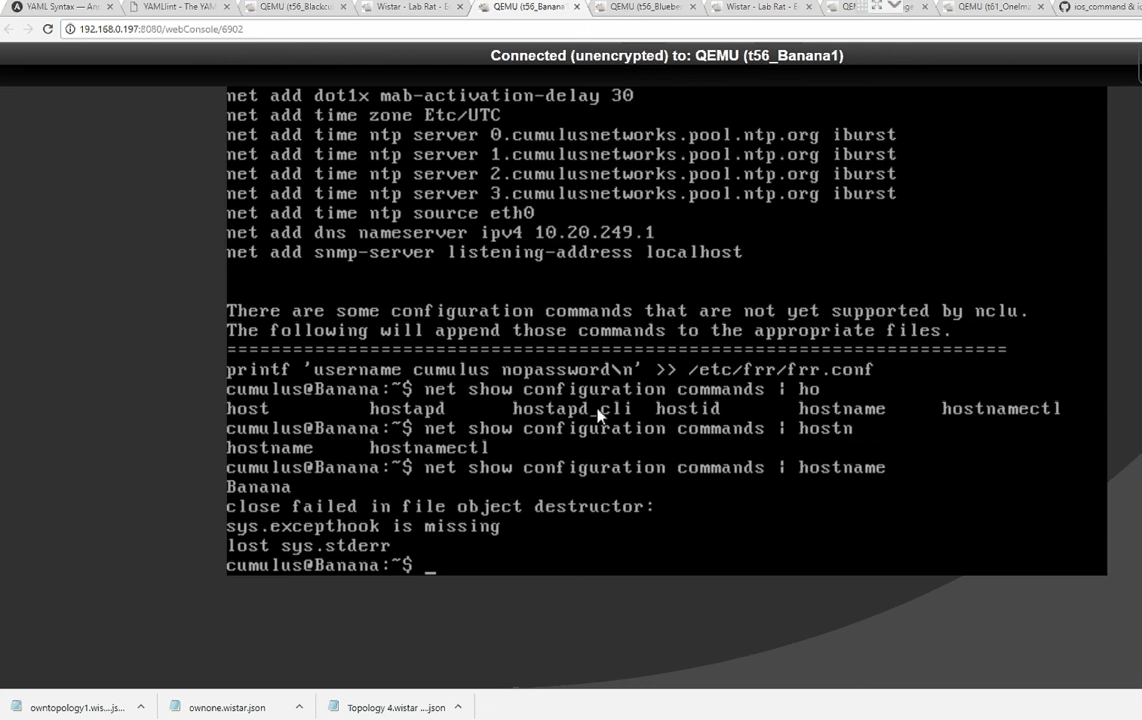 YAML Syntax — An:
YAMLLint - The YA
QEMU (t56_Blackcu
Wistar - Lab Rat -
QEMU (t56_Banana
QEMU (t56_Blueber
Wistar - Lab Rat - E
QE
ge
QEMU (t61_OneIma
ios_command & io
192.168.0.197:8080/webConsole/6902
Connected (unencrypted) to: QEMU (t56_Banana1)
net add dot1x mab-activation-delay 30
net add time zone Etc/UTC
net add time ntp server 0.cumulusnetworks.pool.ntp.org iburst
net add time ntp server 1.cumulusnetworks.pool.ntp.org iburst
net add time ntp server 2.cumulusnetworks.pool.ntp.org iburst
net add time ntp server 3.cumulusnetworks.pool.ntp.org iburst
net add time ntp source eth0
net add dns nameserver ipv4 10.20.249.1
net add snmp-server listening-address localhost
There are some configuration commands that are not yet supported by nclu.
The following will append those commands to the appropriate files.
===============================================================================
printf 'username cumulus nopassword\n' >> /etc/frr/frr.conf
cumulus@Banana:~$ net show configuration commands | ho
host hostapd hostapd_cli hostid hostname hostnamectl
cumulus@Banana:~$ net show configuration commands | hostn
hostname hostnamectl
cumulus@Banana:~$ net show configuration commands | hostname
Banana
close failed in file object destructor:
sys.excepthook is missing
lost sys.stderr
cumulus@Banana:~$ _
owntopology1.wis....js...
ownone.wistar.json
Topology 4.wistar ....json